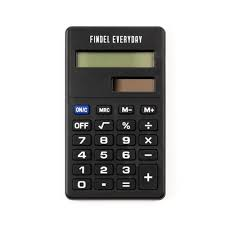 FINDEL EVERYDAY
ON/C MRC M− M+
OFF √ % ÷
7 8 9 ×
4 5 6 −
1 2 3 +
0 • =